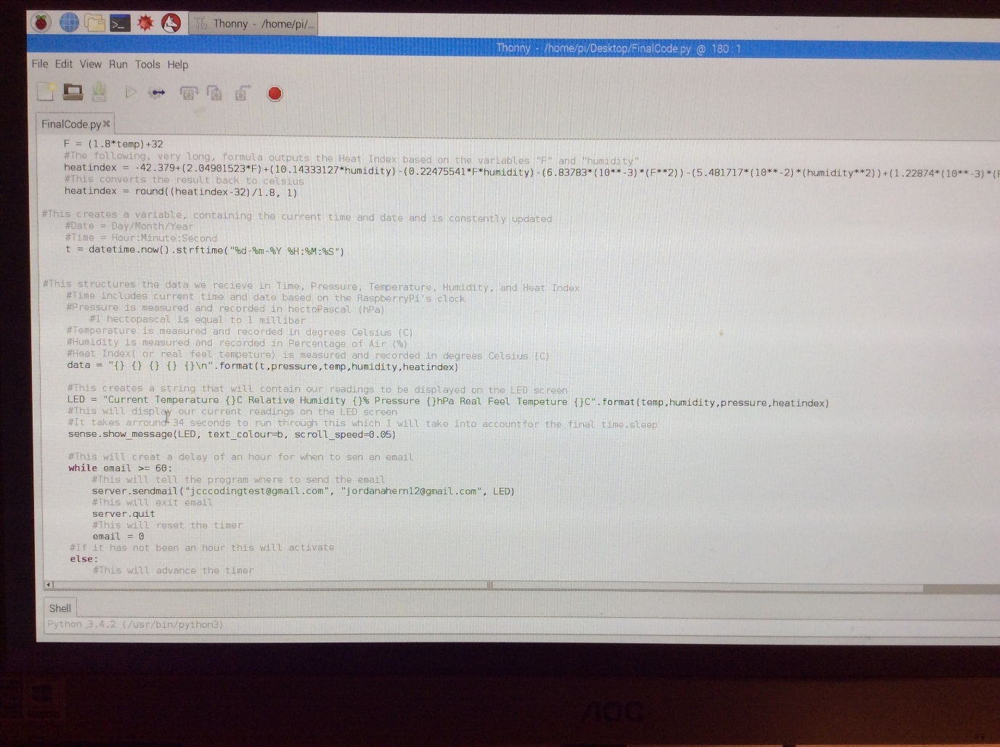 Thonny - /home/pi/...
Thonny - /home/pi/Desktop/FinalCode.py @ 180 : 1
File Edit View Run Tools Help
FinalCode.py
F = (1.8*temp)+32
#The following, very long, formula outputs the Heat Index based on the variables "F" and "humidity"
heatindex = -42.379+(2.04901523*F)+(10.14333127*humidity)-(0.22475541*F*humidity)-(6.83783*(10**-3)*(F**2))-(5.481717*(10**-2)*(humidity**2))+(1.22874*(10**-3)*(F
#This converts the result back to celsius
heatindex = round((heatindex-32)/1.8, 1)
#This creates a variable, containing the current time and date and is constently updated
#Date = Day/Month/Year
#Time = Hour:Minute:Second
t = datetime.now().strftime("%d-%m-%Y %H:%M:%S")
#This structures the data we recieve in Time, Pressure, Temperature, Humidity, and Heat Index
#Time includes current time and date based on the RaspberryPi's clock
#Pressure is measured and recorded in hectoPascal (hPa)
#1 hectopascal is equal to 1 millibar
#Temperature is measured and recorded in degrees Celsius (C)
#Humidity is measured and recorded in Percentage of Air (%)
#Heat Index( or real feel tempeture) is measured and recorded in degrees Celsius (C)
data = "{} {} {} {} {}\n".format(t,pressure,temp,humidity,heatindex)
#This creates a string that will contain our readings to be displayed on the LED screen
LED = "Current Temperature {}C Relative Humidity {}% Pressure {}hPa Real Feel Tempeture {}C".format(temp,humidity,pressure,heatindex)
#This will display our current readings on the LED screen
#It takes arround 34 seconds to run through this which I will take into accountfor the final time.sleep
sense.show_message(LED, text_colour=b, scroll_speed=0.05)
#This will creat a delay of an hour for when to sen an email
while email >= 60:
#This will tell the program where to send the email
server.sendmail("jcccodingtest@gmail.com", "jordanahern12@gmail.com", LED)
#This will exit email
server.quit
#This will reset the timer
email = 0
#If it has not been an hour this will activate
else:
#This will advance the timer
Shell
Python 3.4.2 (/usr/bin/python3)
AOC